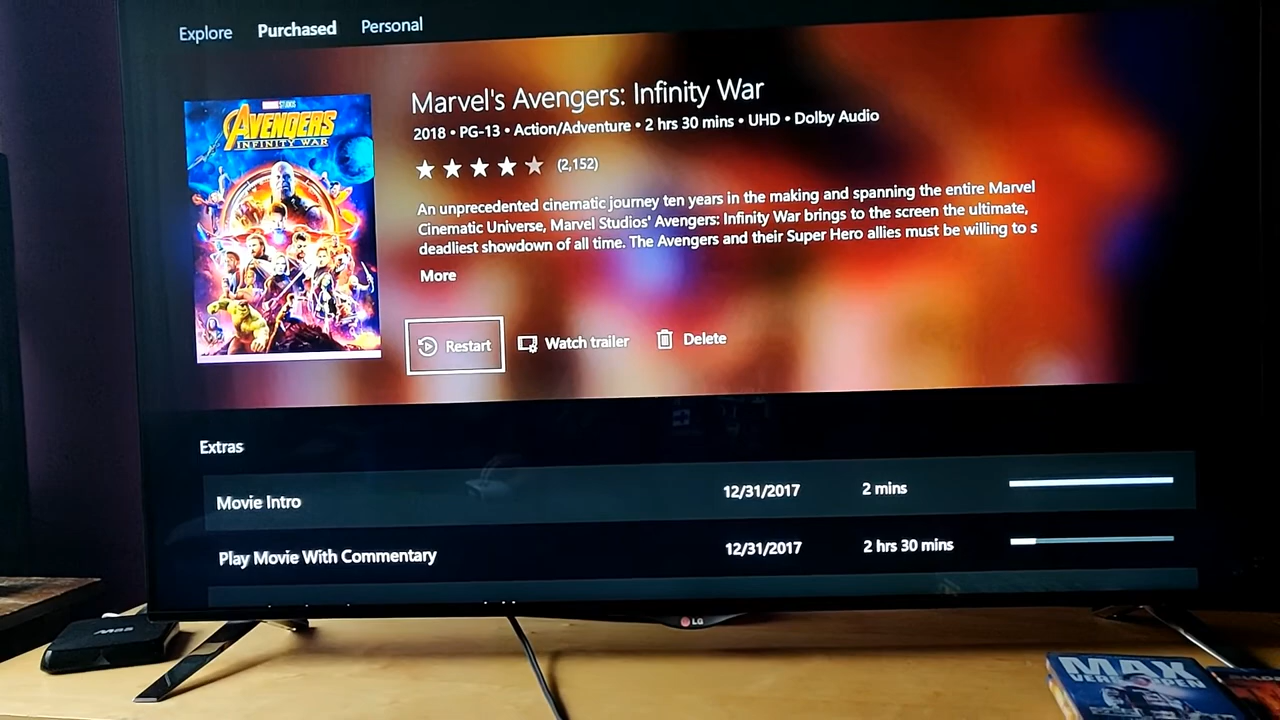 Explore Purchased Personal
Marvel's Avengers: Infinity War
2018 • PG-13 • Action/Adventure • 2 hrs 30 mins • UHD • Dolby Audio
(2,152)
An unprecedented cinematic journey ten years in the making and spanning the entire Marvel
Cinematic Universe, Marvel Studios' Avengers: Infinity War brings to the screen the ultimate,
deadliest showdown of all time. The Avengers and their Super Hero allies must be willing to s
More
MARVEL STUDIOS
AVENGERS
INFINITY WAR
Restart Watch trailer Delete
Extras
Movie Intro 12/31/2017 2 mins
Play Movie With Commentary 12/31/2017 2 hrs 30 mins
LG
MAX